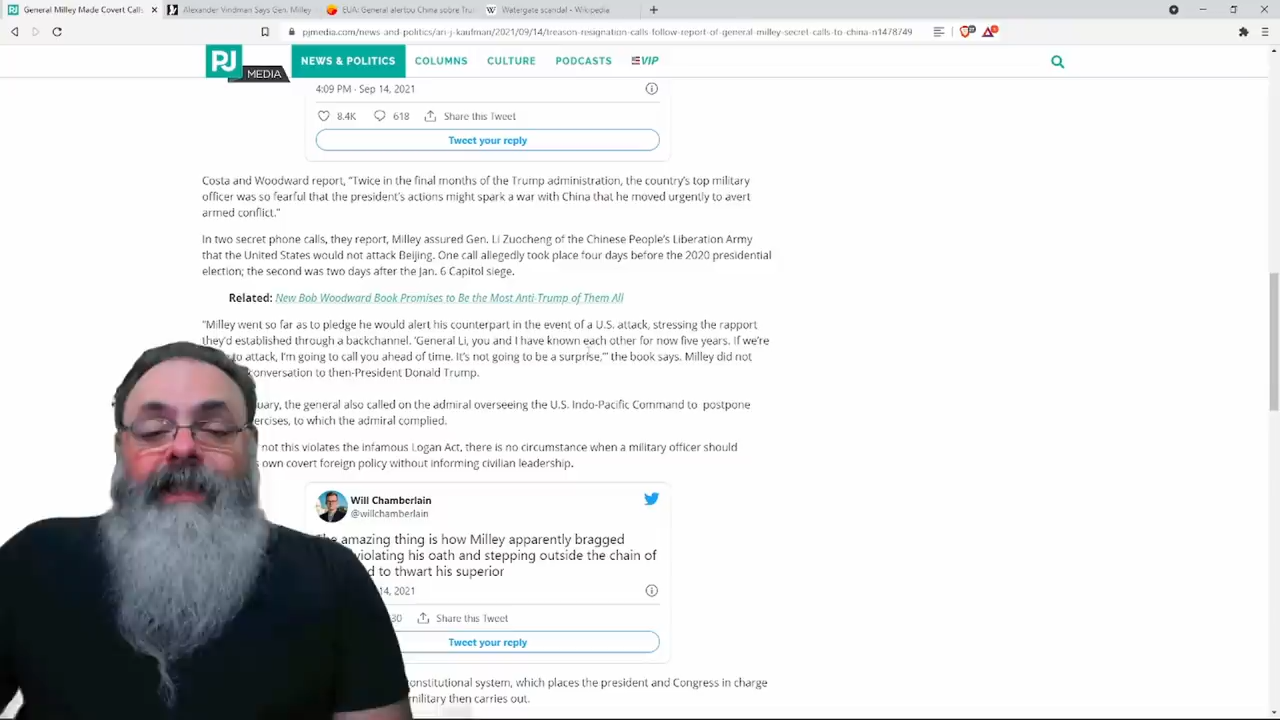 General Milley Made Covert Calls
Alexander Vindman Says Gen. Milley
EUA: General alertou China sobre Trum
Watergate scandal - Wikipedia
pjmedia.com/news-and-politics/ari-j-kaufman/2021/09/14/treason-resignation-calls-follow-report-of-general-milley-secret-calls-to-china-n1478749
PJ
MEDIA
NEWS & POLITICS
COLUMNS
CULTURE
PODCASTS
VIP
4:09 PM · Sep 14, 2021
8.4K
618
Share this Tweet
Tweet your reply
Costa and Woodward report, "Twice in the final months of the Trump administration, the country's top military
officer was so fearful that the president's actions might spark a war with China that he moved urgently to avert
armed conflict."
In two secret phone calls, they report, Milley assured Gen. Li Zuocheng of the Chinese People's Liberation Army
that the United States would not attack Beijing. One call allegedly took place four days before the 2020 presidential
election; the second was two days after the Jan. 6 Capitol siege.
Related: New Bob Woodward Book Promises to Be the Most Anti-Trump of Them All
"Milley went so far as to pledge he would alert his counterpart in the event of a U.S. attack, stressing the rapport
they'd established through a backchannel. 'General Li, you and I have known each other for now five years. If we're
to attack, I'm going to call you ahead of time. It's not going to be a surprise,'" the book says. Milley did not
conversation to then-President Donald Trump.
the general also called on the admiral overseeing the U.S. Indo-Pacific Command to postpone
to which the admiral complied.
not this violates the infamous Logan Act, there is no circumstance when a military officer should
own covert foreign policy without informing civilian leadership.
Will Chamberlain
@willchamberlain
amazing thing is how Milley apparently bragged
violating his oath and stepping outside the chain of
to thwart his superior
14, 2021
30
Share this Tweet
Tweet your reply
system, which places the president and Congress in charge
military then carries out.